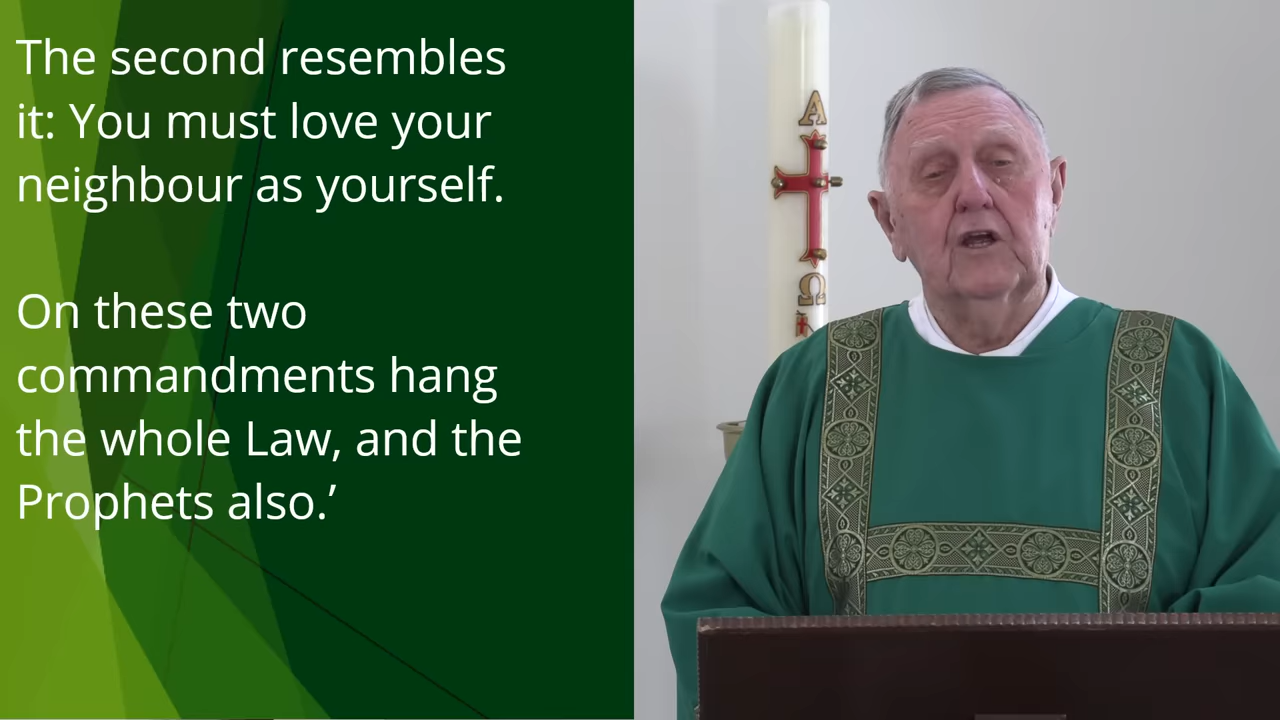 The second resembles
it: You must love your
neighbour as yourself.
On these two
commandments hang
the whole Law, and the
Prophets also.’
Α
Ω